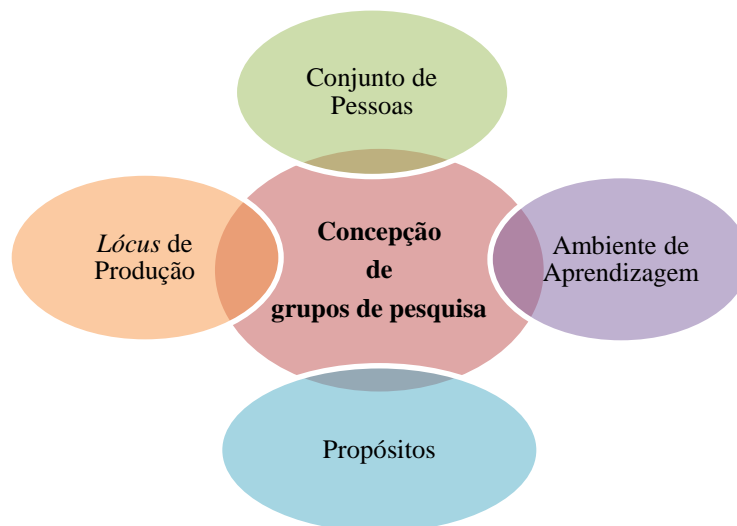 Conjunto de
Pessoas
Lócus de
Produção
Concepção
de
grupos de pesquisa
Ambiente de
Aprendizagem
Propósitos